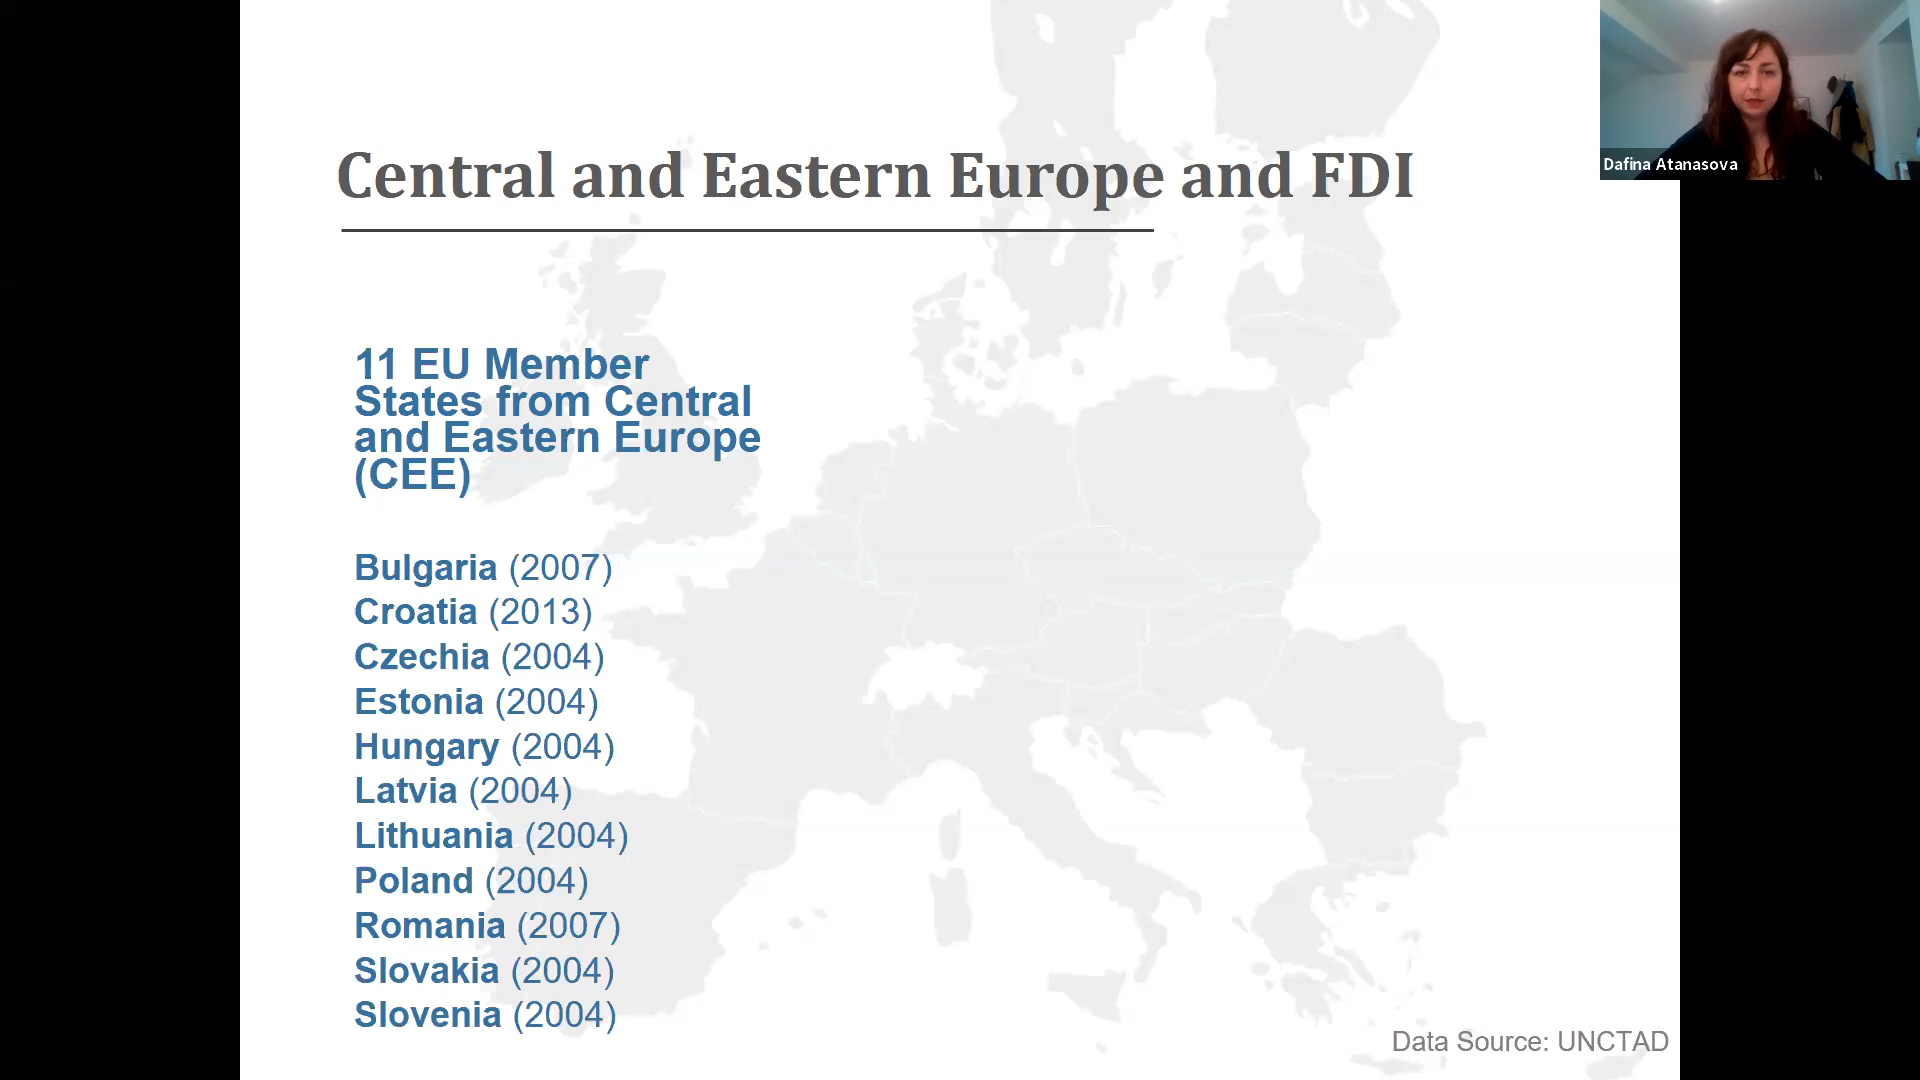 Central and Eastern Europe and FDI
Dafina Atanasova
11 EU Member
States from Central
and Eastern Europe
(CEE)
Bulgaria (2007)
Croatia (2013)
Czechia (2004)
Estonia (2004)
Hungary (2004)
Latvia (2004)
Lithuania (2004)
Poland (2004)
Romania (2007)
Slovakia (2004)
Slovenia (2004)
Data Source: UNCTAD